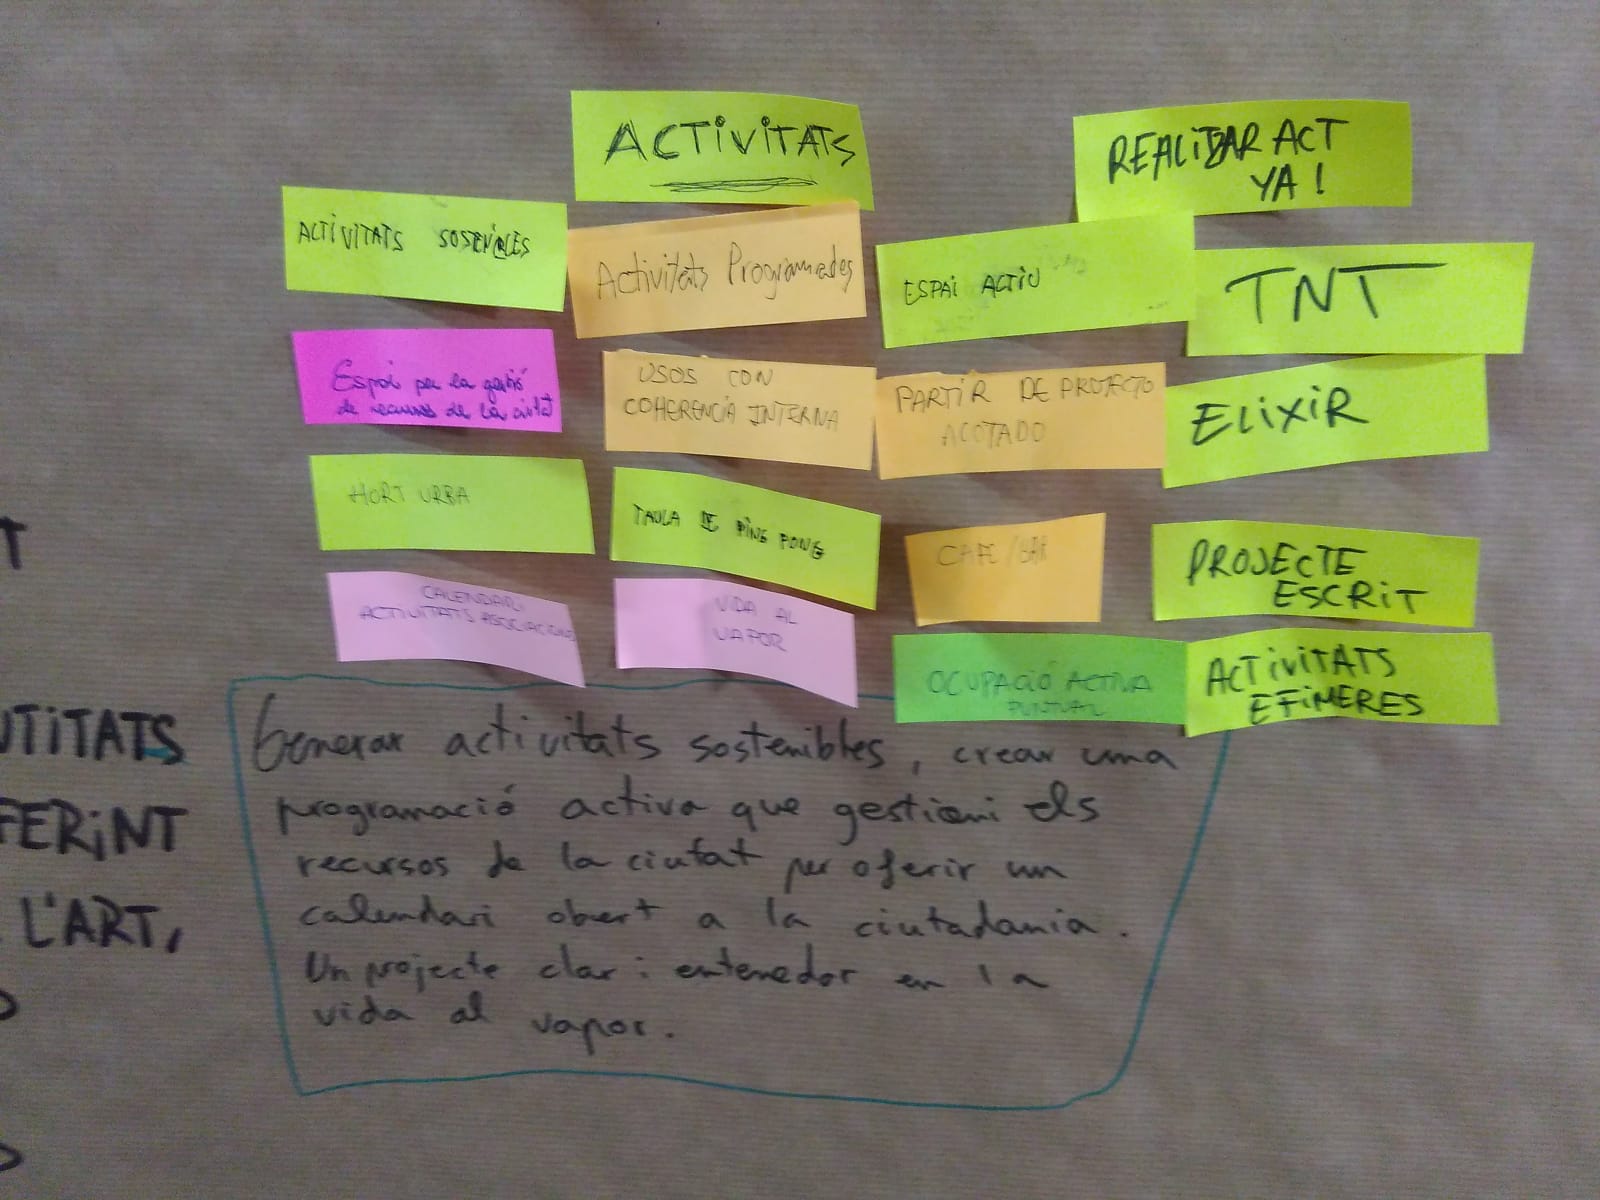 ACTIVITATS
REALITZAR ACT
YA!
ACTIVITATS SOSTENIBLES
Activitats Programades
ESPAI ACTIU
TNT
Espai per la gestió
de recursos de la ciutat
USOS CON
COHERENCIA INTERNA
PARTIR DE PROJECTO
ACOTADO
ELIXIR
HORT URBA
TAULA DE PING PONG
CAFE/BAR
PROJECTE
ESCRIT
CALENDARI
ACTIVITATS ASOCIACIONS
VIDA AL
VAPOR
OCUPACIÓ ACTIVA
PUNTUAL
ACTIVITATS
EFIMERES
Generar activitats sostenibles, crear una
programació activa que gestioni els
recursos de la ciutat per oferir un
calendari obert a la ciutadania.
Un projecte clar i entenedor en la
vida al vapor.
T
UTITATS
FERINT
L'ART,